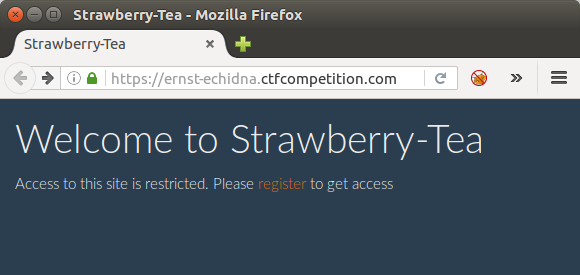 Strawberry-Tea - Mozilla Firefox
Strawberry-Tea
https://ernst-echidna.ctfcompetition.com
Welcome to Strawberry-Tea
Access to this site is restricted. Please register to get access